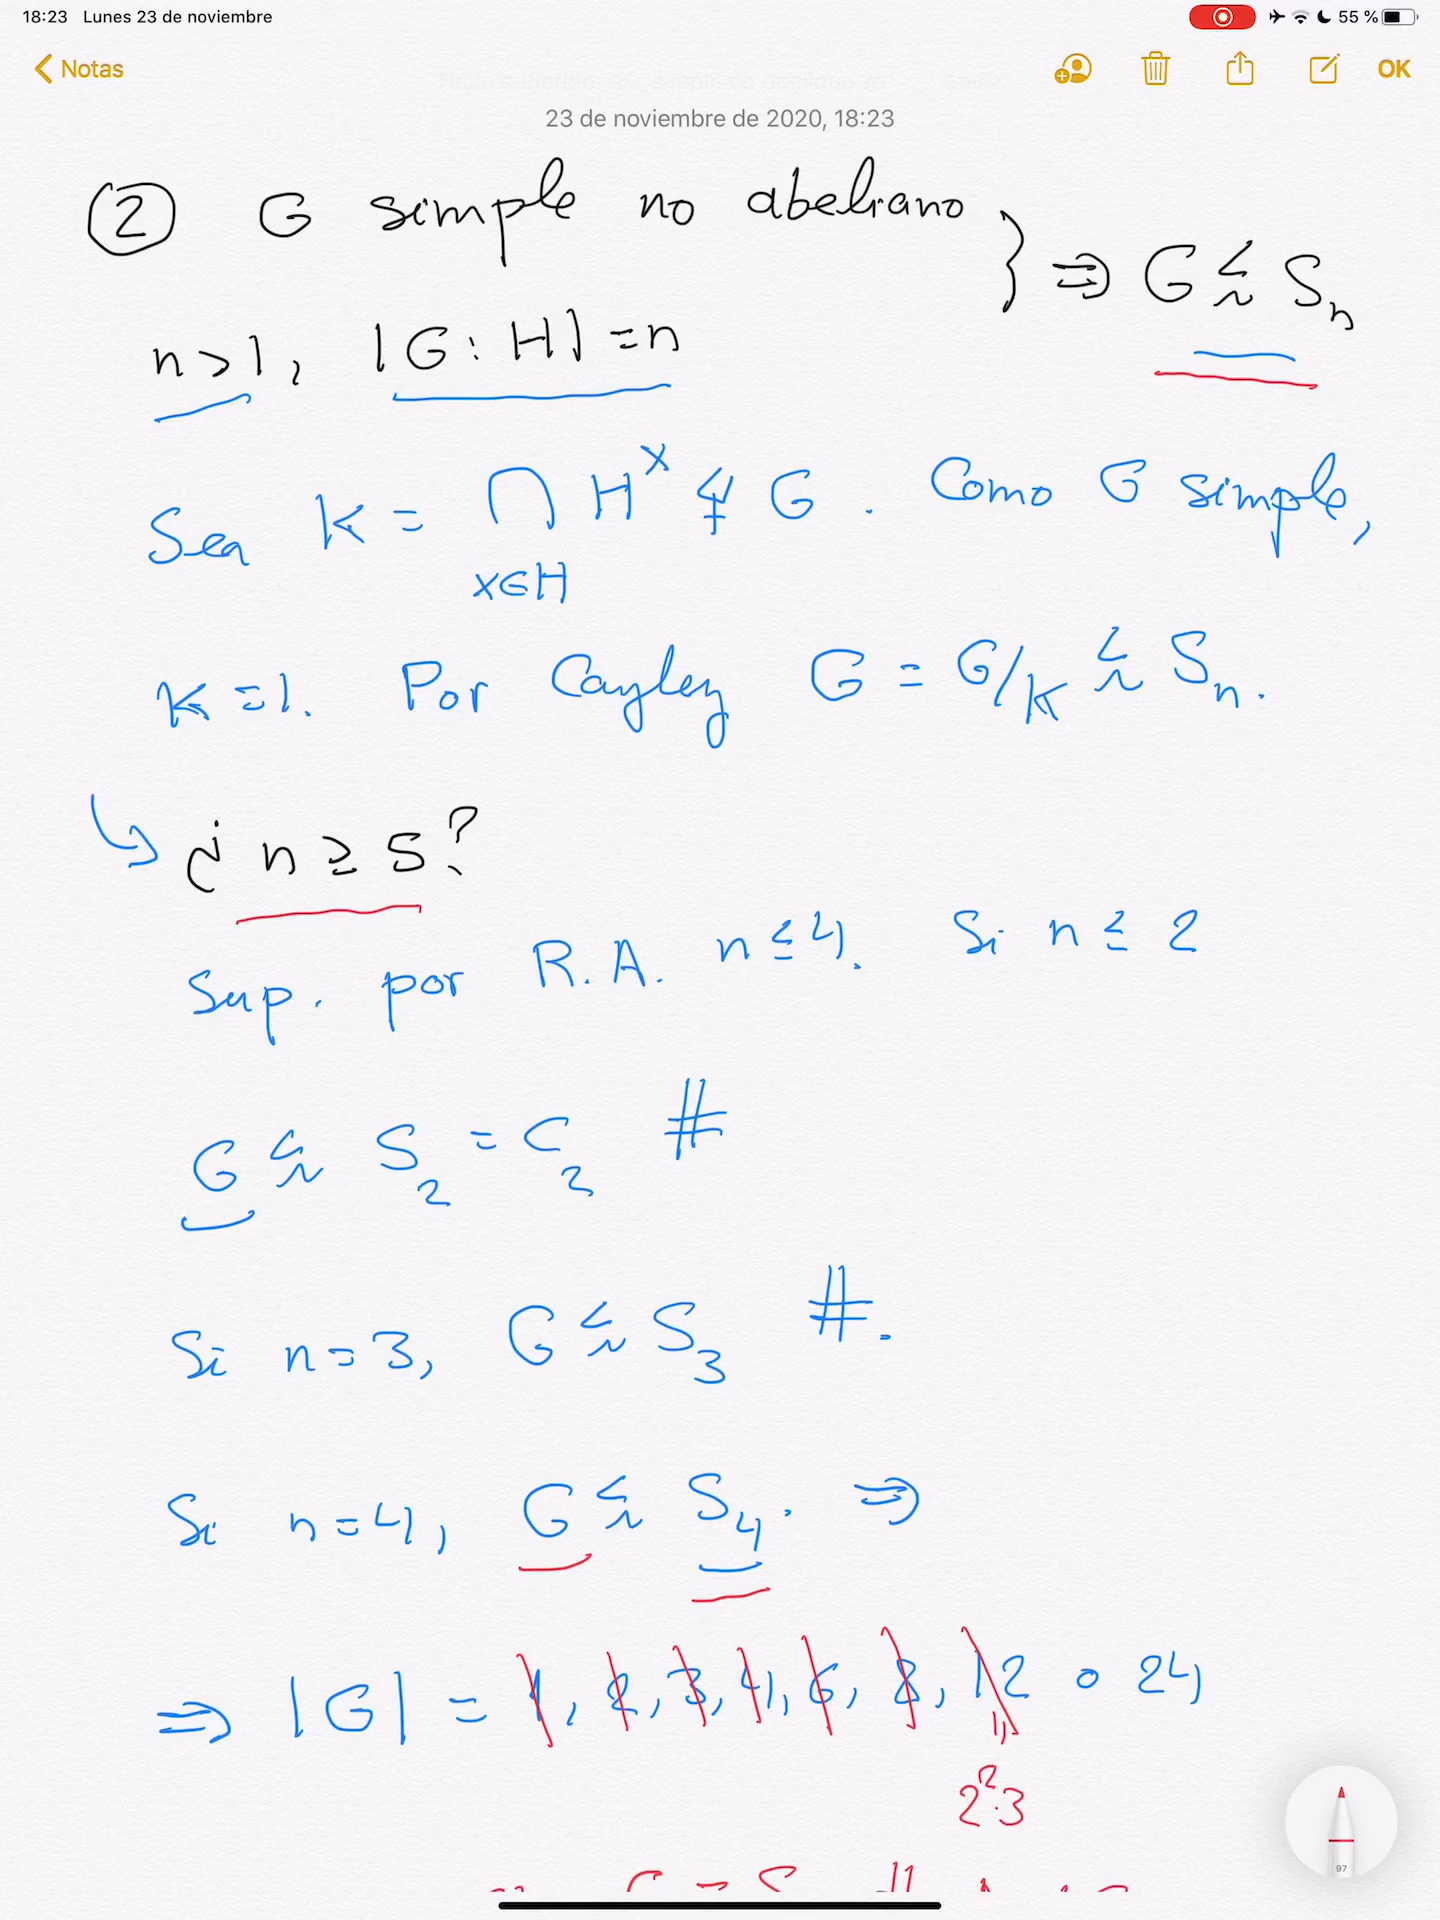 18:23 Lunes 23 de noviembre 55 %
Notas OK
23 de noviembre de 2020, 18:23
② G simple no abeliano
n>1, |G:H|=n } ⇒ G ≲ Sₙ
Sea K = ⋂ Hˣ ⋬ G. Como G simple,
x∈H
K=1. Por Cayley G = G/K ≲ Sₙ.
↳ ¿n ≥ 5?
Sup. por R.A. n≤4. Si n ≤ 2
G ≲ S₂ = C₂ #
Si n=3, G ≲ S₃ #.
Si n=4, G ≲ S₄. ⇒
⇒ |G| = 1, 2, 3, 4, 6, 8, 12 o 24
2²·3
97